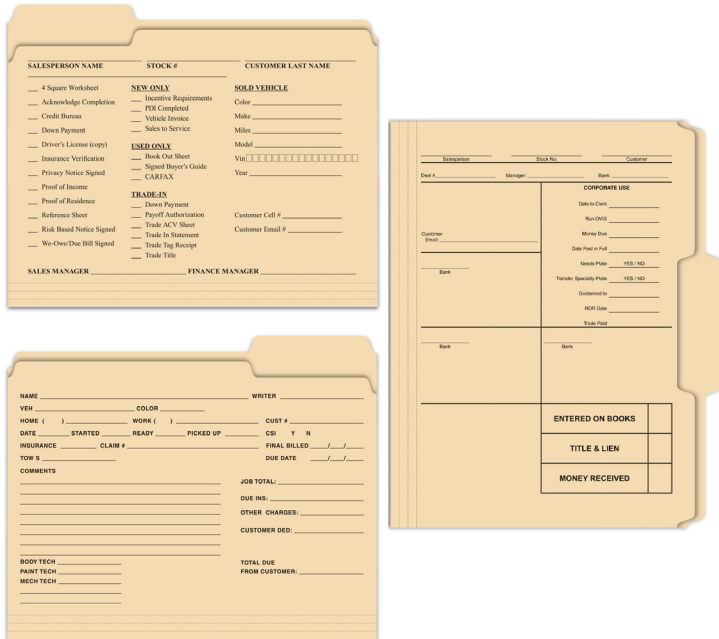 SALESPERSON NAME STOCK # CUSTOMER LAST NAME
4 Square Worksheet
Acknowledge Completion
Credit Bureau
Down Payment
Driver's License (copy)
Insurance Verification
Privacy Notice Signed
Proof of Income
Proof of Residence
Reference Sheet
Risk Based Notice Signed
We-Owe/Due Bill Signed
NEW ONLY
Incentive Requirements
PDI Completed
Vehicle Invoice
Sales to Service
USED ONLY
Book Out Sheet
Signed Buyer's Guide
CARFAX
TRADE-IN
Down Payment
Payoff Authorization
Trade ACV Sheet
Trade In Statement
Trade Tag Receipt
Trade Title
SOLD VEHICLE
Color
Make
Miles
Model
Vin
Year
Customer Cell #
Customer Email #
SALES MANAGER FINANCE MANAGER
Salesperson Stock No. Customer
Deal # Manager: Bank:
CORPORATE USE
Date to Clerk
Run-DMS
Money Due
Date Paid in Full
Needs Plate YES / NO
Transfer Specialty Plate YES / NO
Guideened to
RDR Date
Trade Paid
Customer
Email:
Bank
Bank Bank
ENTERED ON BOOKS
TITLE & LIEN
MONEY RECEIVED
NAME WRITER
VEH COLOR
HOME ( ) WORK ( ) CUST #
DATE STARTED READY PICKED UP CSI Y N
INSURANCE CLAIM # FINAL BILLED / /
TOW $ DUE DATE / /
COMMENTS
JOB TOTAL:
DUE INS:
OTHER CHARGES:
CUSTOMER DED:
BODY TECH
PAINT TECH
MECH TECH
TOTAL DUE
FROM CUSTOMER: